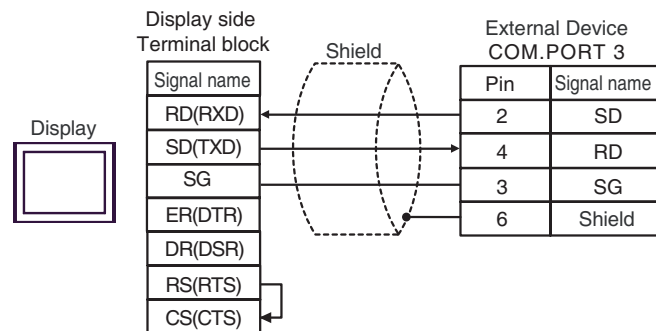 Display side
Terminal block
Shield
External Device
COM.PORT 3
Signal name
Pin
Signal name
RD(RXD)
2
SD
Display
SD(TXD)
4
RD
SG
3
SG
ER(DTR)
6
Shield
DR(DSR)
RS(RTS)
CS(CTS)